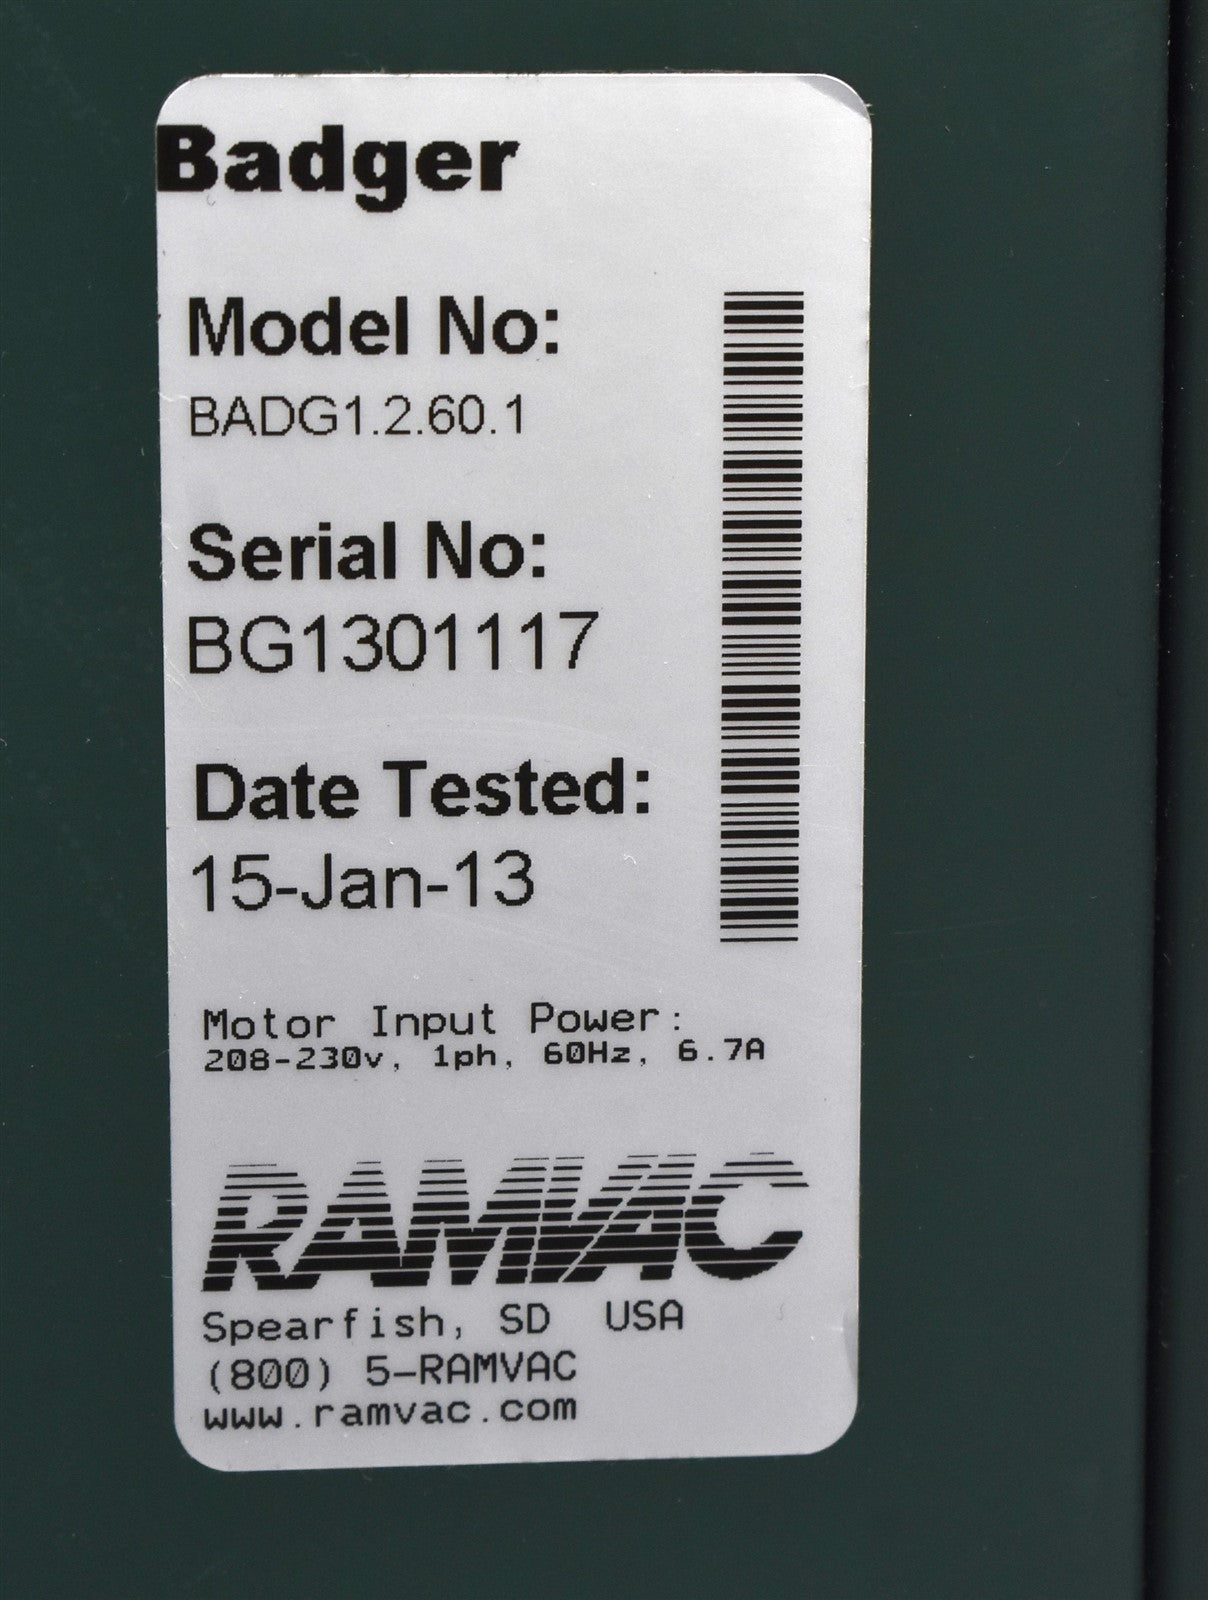 Badger
Model No:
BADG1.2.60.1
Serial No:
BG1301117
Date Tested:
15-Jan-13
Motor Input Power:
208-230v, 1ph, 60Hz, 6.7A
RAMVAC
Spearfish, SD USA
(800) 5-RAMVAC
www.ramvac.com